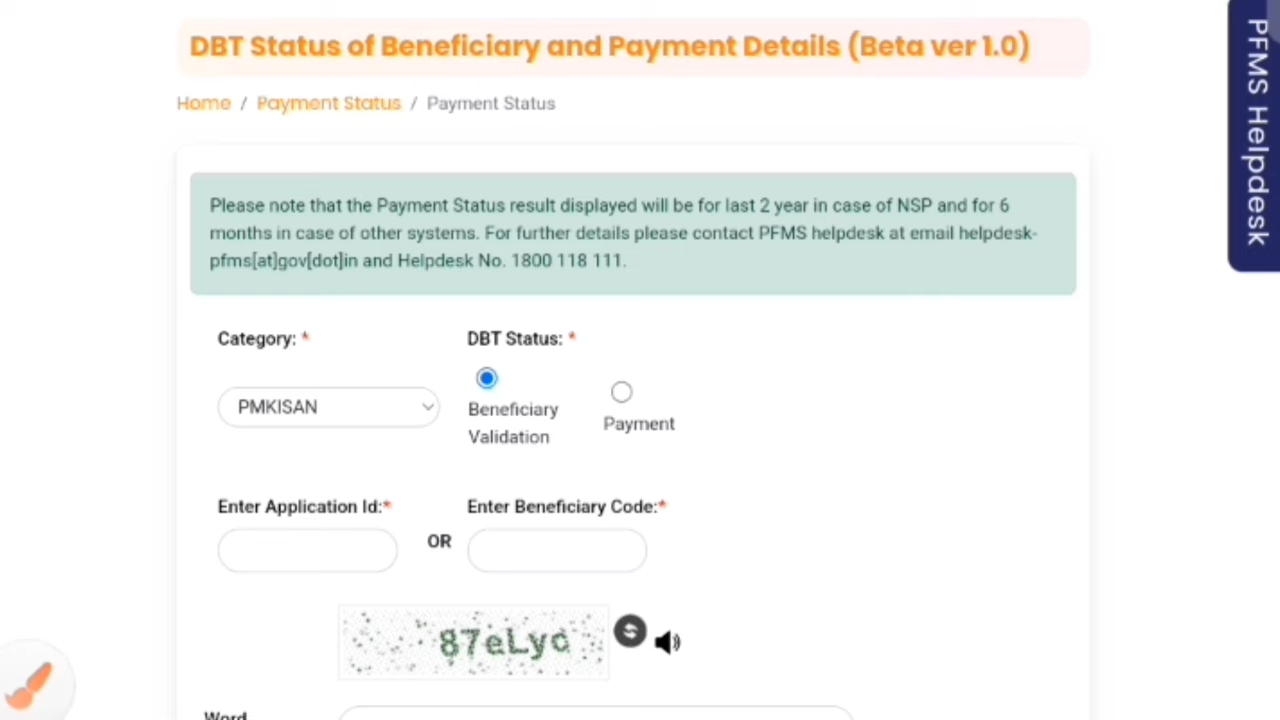 DBT Status of Beneficiary and Payment Details (Beta ver 1.0)
Home / Payment Status / Payment Status
Please note that the Payment Status result displayed will be for last 2 year in case of NSP and for 6
months in case of other systems. For further details please contact PFMS helpdesk at email helpdesk-
pfms[at]gov[dot]in and Helpdesk No. 1800 118 111.
Category: * DBT Status: *
PMKISAN
Beneficiary
Validation
Payment
Enter Application Id:* OR Enter Beneficiary Code:*
87eLyc
Word
PFMS Helpdesk